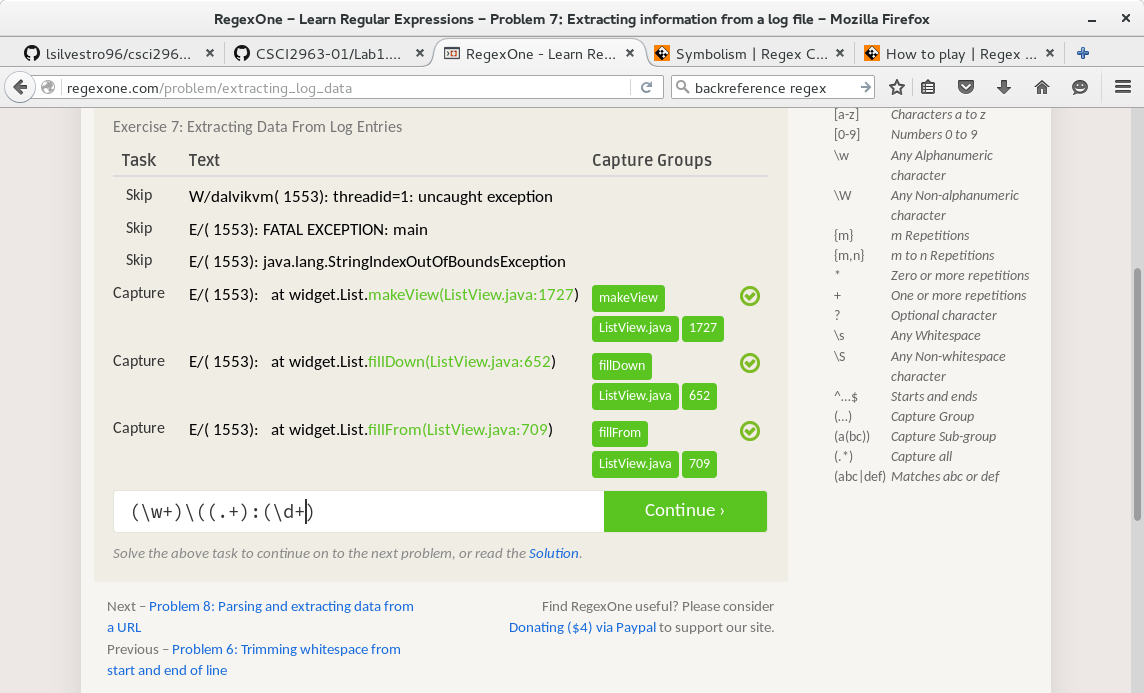 RegexOne – Learn Regular Expressions – Problem 7: Extracting information from a log file – Mozilla Firefox
lsilvestro96/csci296... × CSCI2963-01/Lab1.... × RegexOne - Learn Re... × Symbolism | Regex C... × How to play | Regex ... ×
regexone.com/problem/extracting_log_data backreference regex
Exercise 7: Extracting Data From Log Entries
Task Text Capture Groups
Skip W/dalvikvm( 1553): threadid=1: uncaught exception
Skip E/( 1553): FATAL EXCEPTION: main
Skip E/( 1553): java.lang.StringIndexOutOfBoundsException
Capture E/( 1553):   at widget.List.makeView(ListView.java:1727) makeView
ListView.java 1727
Capture E/( 1553):   at widget.List.fillDown(ListView.java:652) fillDown
ListView.java 652
Capture E/( 1553):   at widget.List.fillFrom(ListView.java:709) fillFrom
ListView.java 709
(\w+)\((.+):(\d+) Continue ›
Solve the above task to continue on to the next problem, or read the Solution.
Next – Problem 8: Parsing and extracting data from
a URL
Previous – Problem 6: Trimming whitespace from
start and end of line
Find RegexOne useful? Please consider
Donating ($4) via Paypal to support our site.
[a-z] Characters a to z
[0-9] Numbers 0 to 9
\w Any Alphanumeric
character
\W Any Non-alphanumeric
character
{m} m Repetitions
{m,n} m to n Repetitions
* Zero or more repetitions
+ One or more repetitions
? Optional character
\s Any Whitespace
\S Any Non-whitespace
character
^...$ Starts and ends
(...) Capture Group
(a(bc)) Capture Sub-group
(.*) Capture all
(abc|def) Matches abc or def